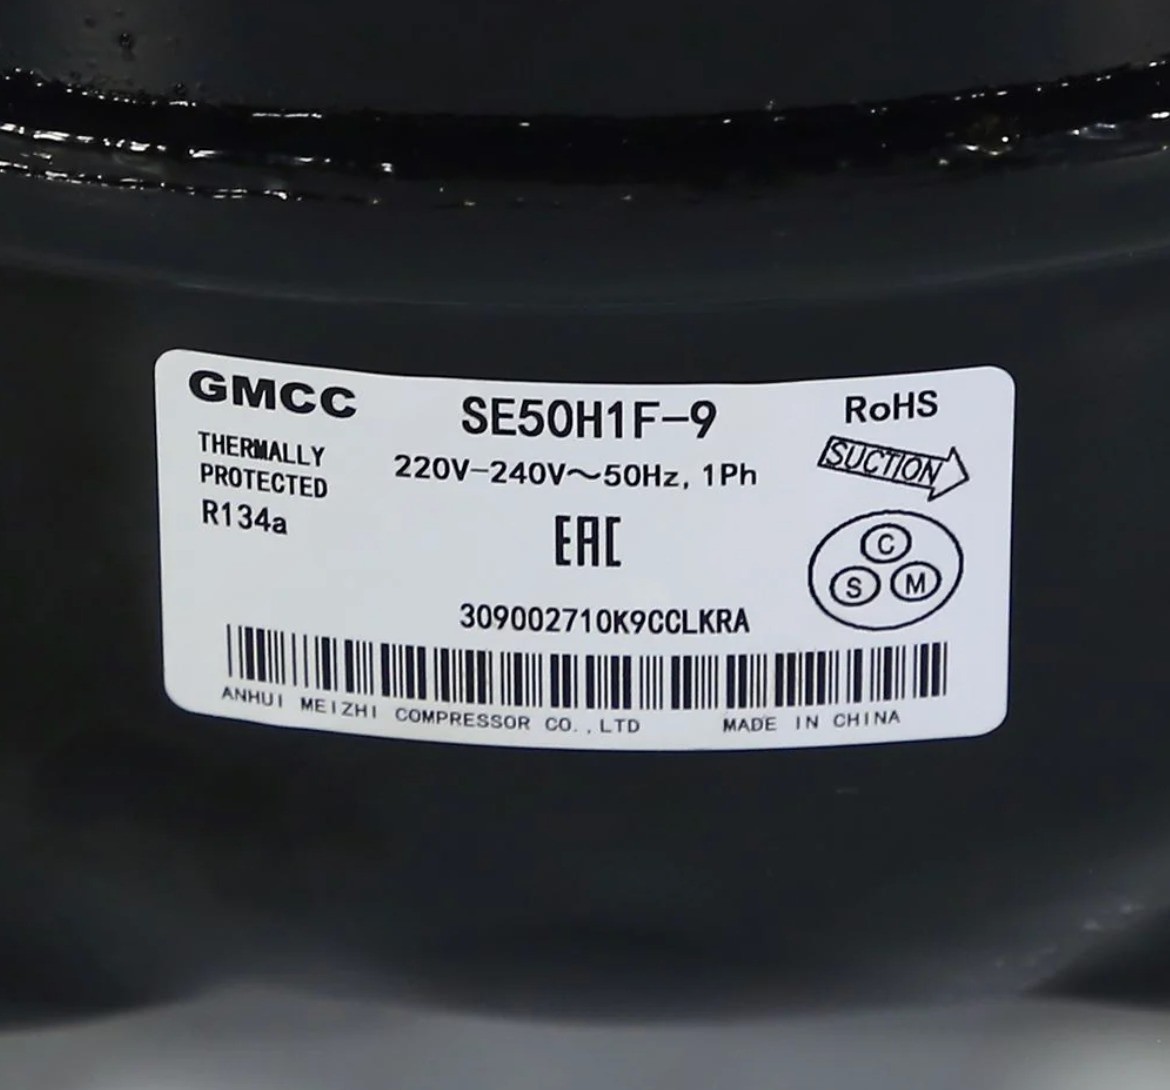 GMCC
SE50H1F-9
RoHS
THERMALLY
PROTECTED
R134a
220V-240V～50Hz, 1Ph
SUCTION
EAC
C
S M
309002710K9CCLKRA
ANHUI MEIZHI COMPRESSOR CO.,LTD MADE IN CHINA